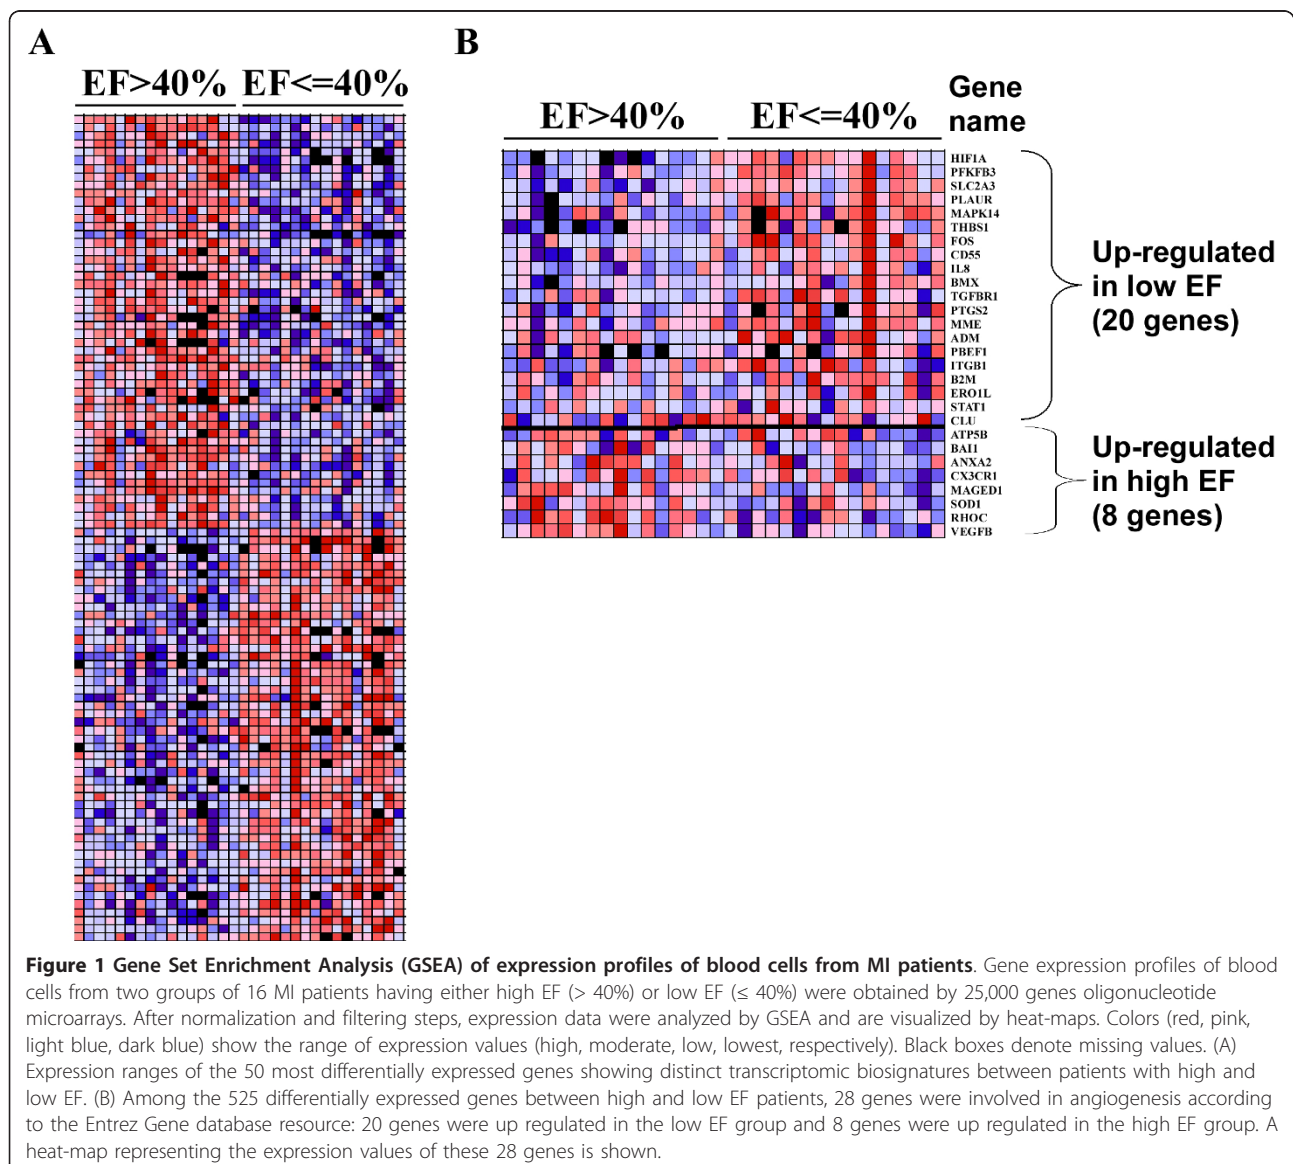 A
B
EF>40% EF<=40%
EF>40% EF<=40%
Gene
name
HIF1A
PFKFB3
SLC2A3
PLAUR
MAPK14
THBS1
FOS
CD55
IL8
BMX
TGFBR1
PTGS2
MME
ADM
PBEF1
ITGB1
B2M
ERO1L
STAT1
CLU
ATP5B
BAI1
ANXA2
CX3CR1
MAGED1
SOD1
RHOC
VEGFB
Up-regulated
in low EF
(20 genes)
Up-regulated
in high EF
(8 genes)
Figure 1 Gene Set Enrichment Analysis (GSEA) of expression profiles of blood cells from MI patients. Gene expression profiles of blood
cells from two groups of 16 MI patients having either high EF (> 40%) or low EF (≤ 40%) were obtained by 25,000 genes oligonucleotide
microarrays. After normalization and filtering steps, expression data were analyzed by GSEA and are visualized by heat-maps. Colors (red, pink,
light blue, dark blue) show the range of expression values (high, moderate, low, lowest, respectively). Black boxes denote missing values. (A)
Expression ranges of the 50 most differentially expressed genes showing distinct transcriptomic biosignatures between patients with high and
low EF. (B) Among the 525 differentially expressed genes between high and low EF patients, 28 genes were involved in angiogenesis according
to the Entrez Gene database resource: 20 genes were up regulated in the low EF group and 8 genes were up regulated in the high EF group. A
heat-map representing the expression values of these 28 genes is shown.